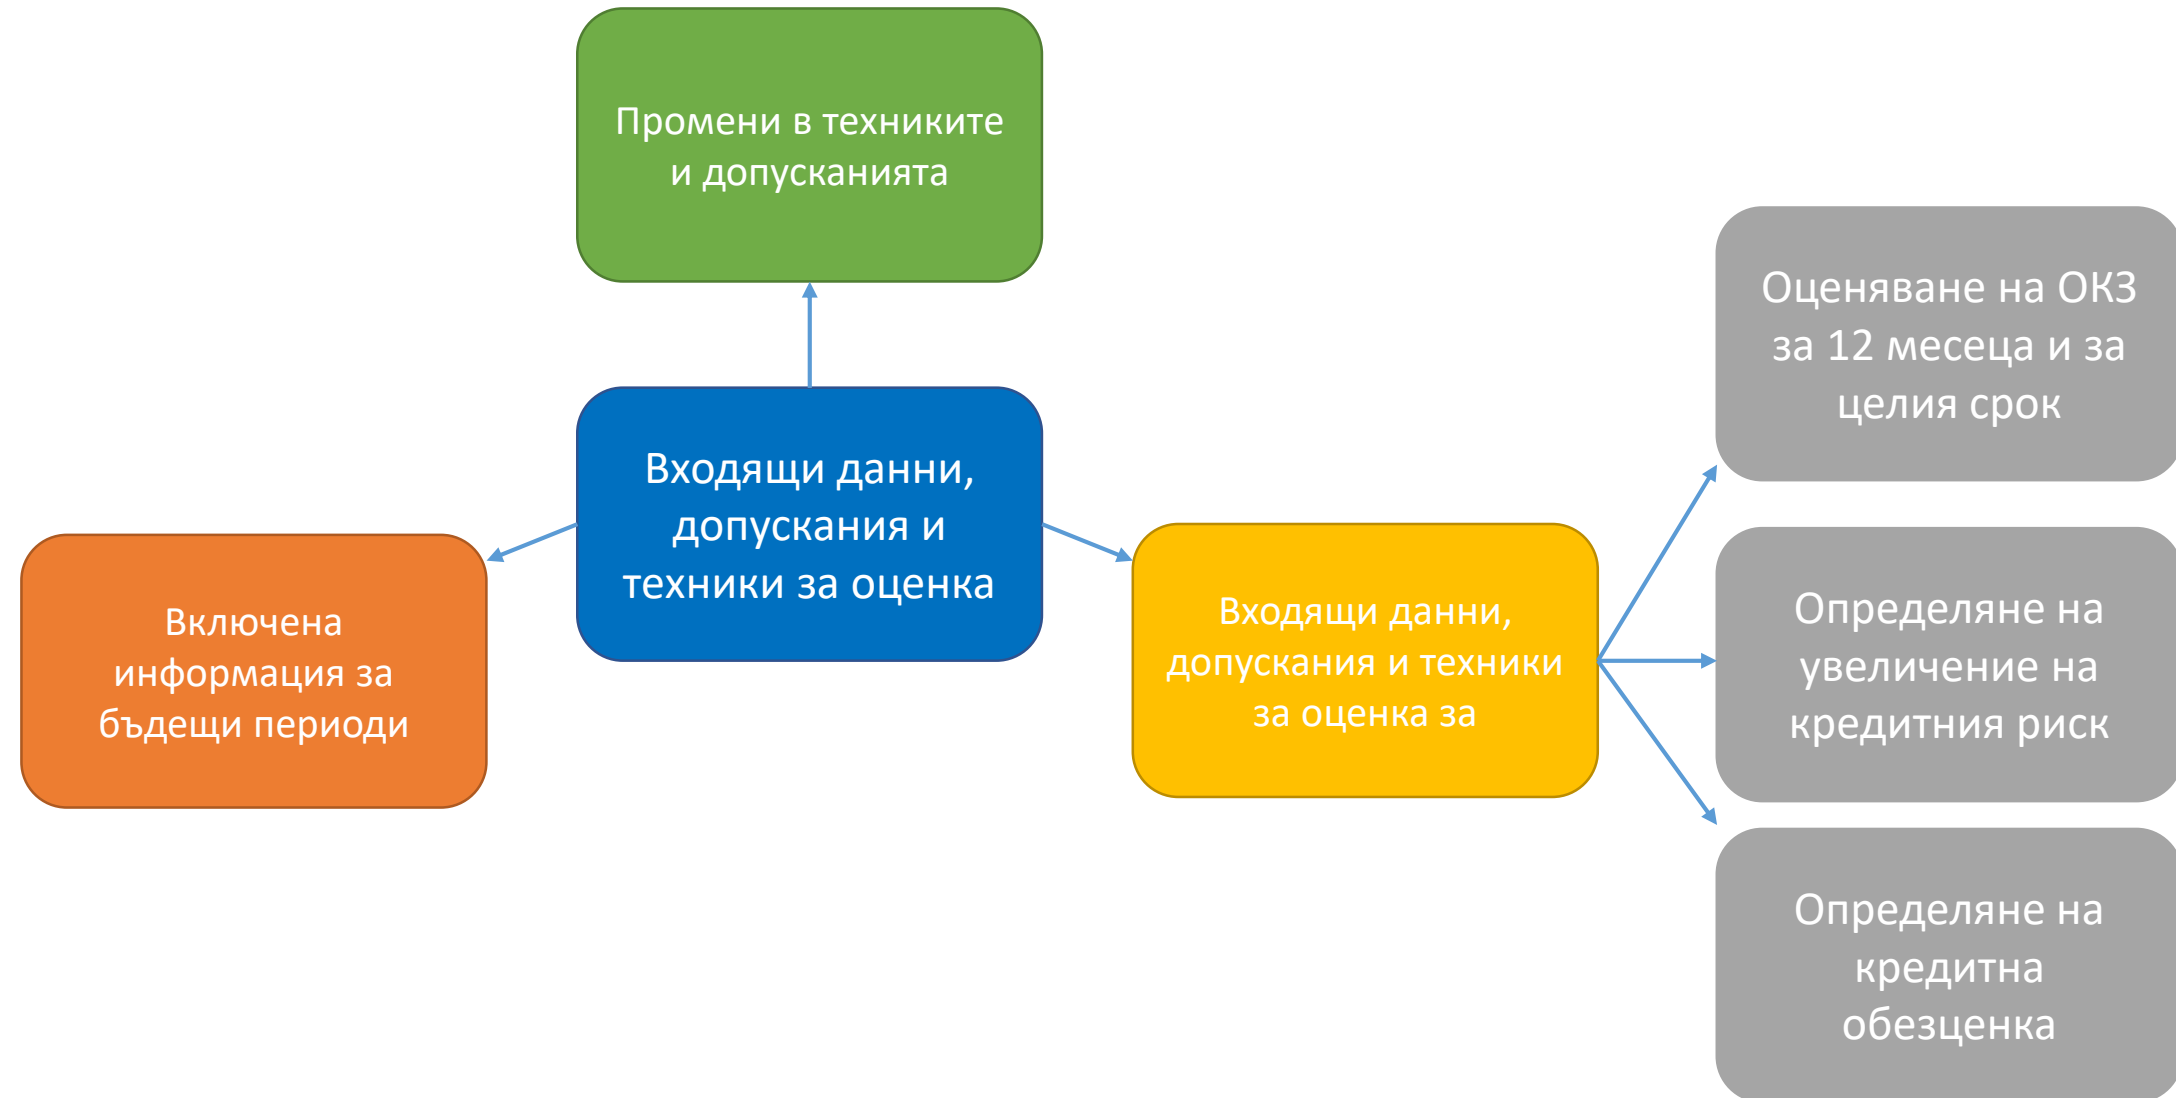 Промени в техниките
и допусканията
Входящи данни,
допускания и
техники за оценка
Включена
информация за
бъдещи периоди
Входящи данни,
допускания и техники
за оценка за
Оценяване на ОКЗ
за 12 месеца и за
целия срок
Определяне на
увеличение на
кредитния риск
Определяне на
кредитна
обезценка